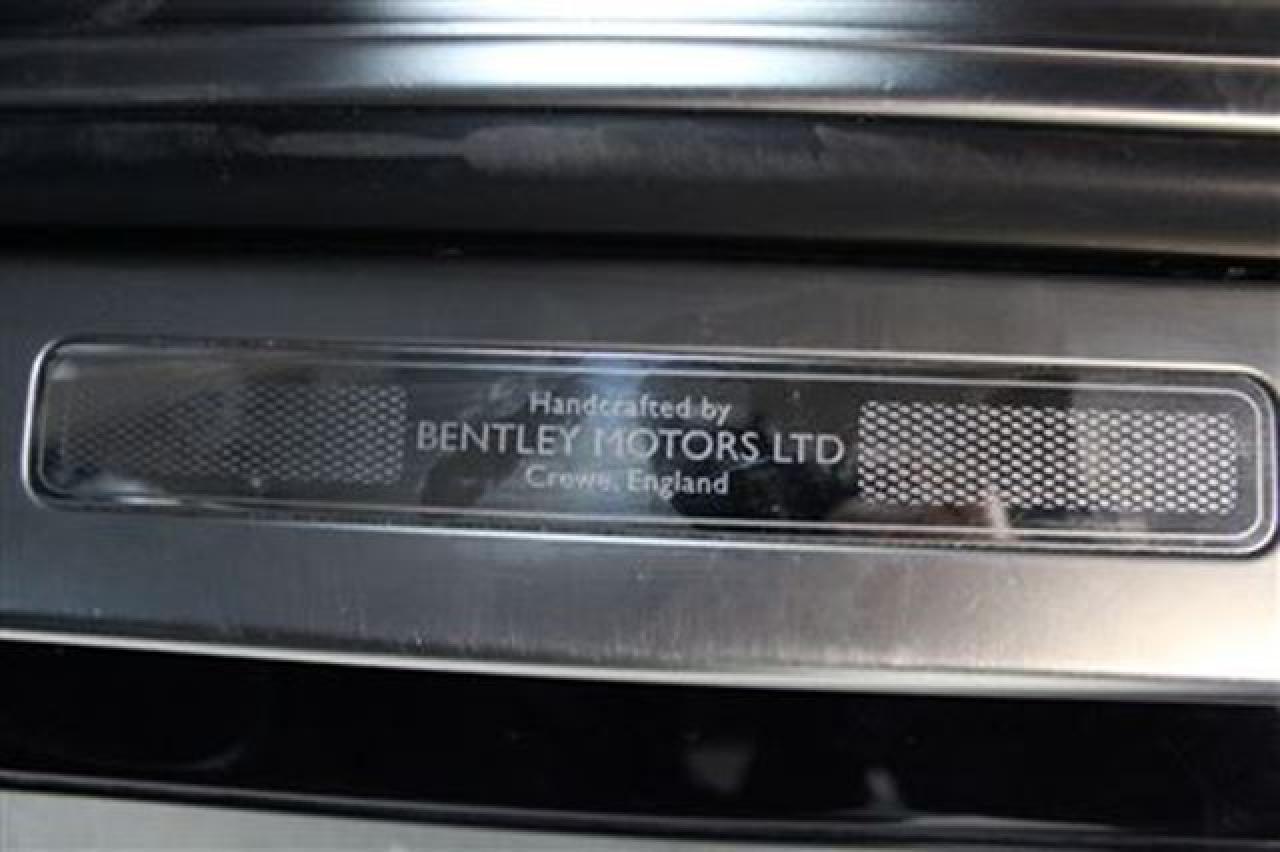 Handcrafted by
BENTLEY MOTORS LTD
Crewe, England